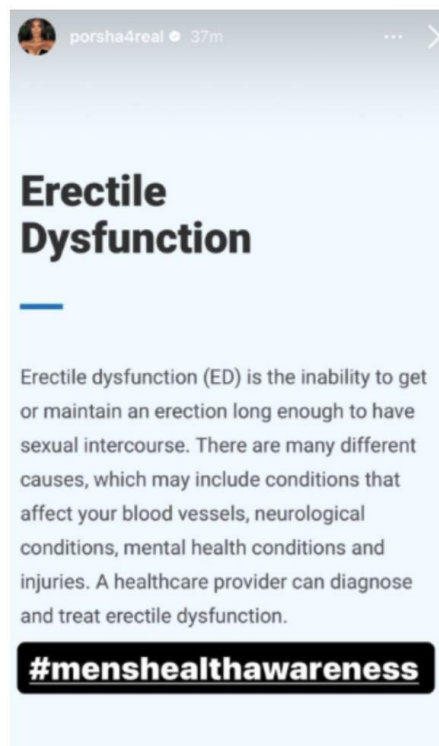 porsha4real 37m
Erectile
Dysfunction
Erectile dysfunction (ED) is the inability to get
or maintain an erection long enough to have
sexual intercourse. There are many different
causes, which may include conditions that
affect your blood vessels, neurological
conditions, mental health conditions and
injuries. A healthcare provider can diagnose
and treat erectile dysfunction.
#menshealthawareness